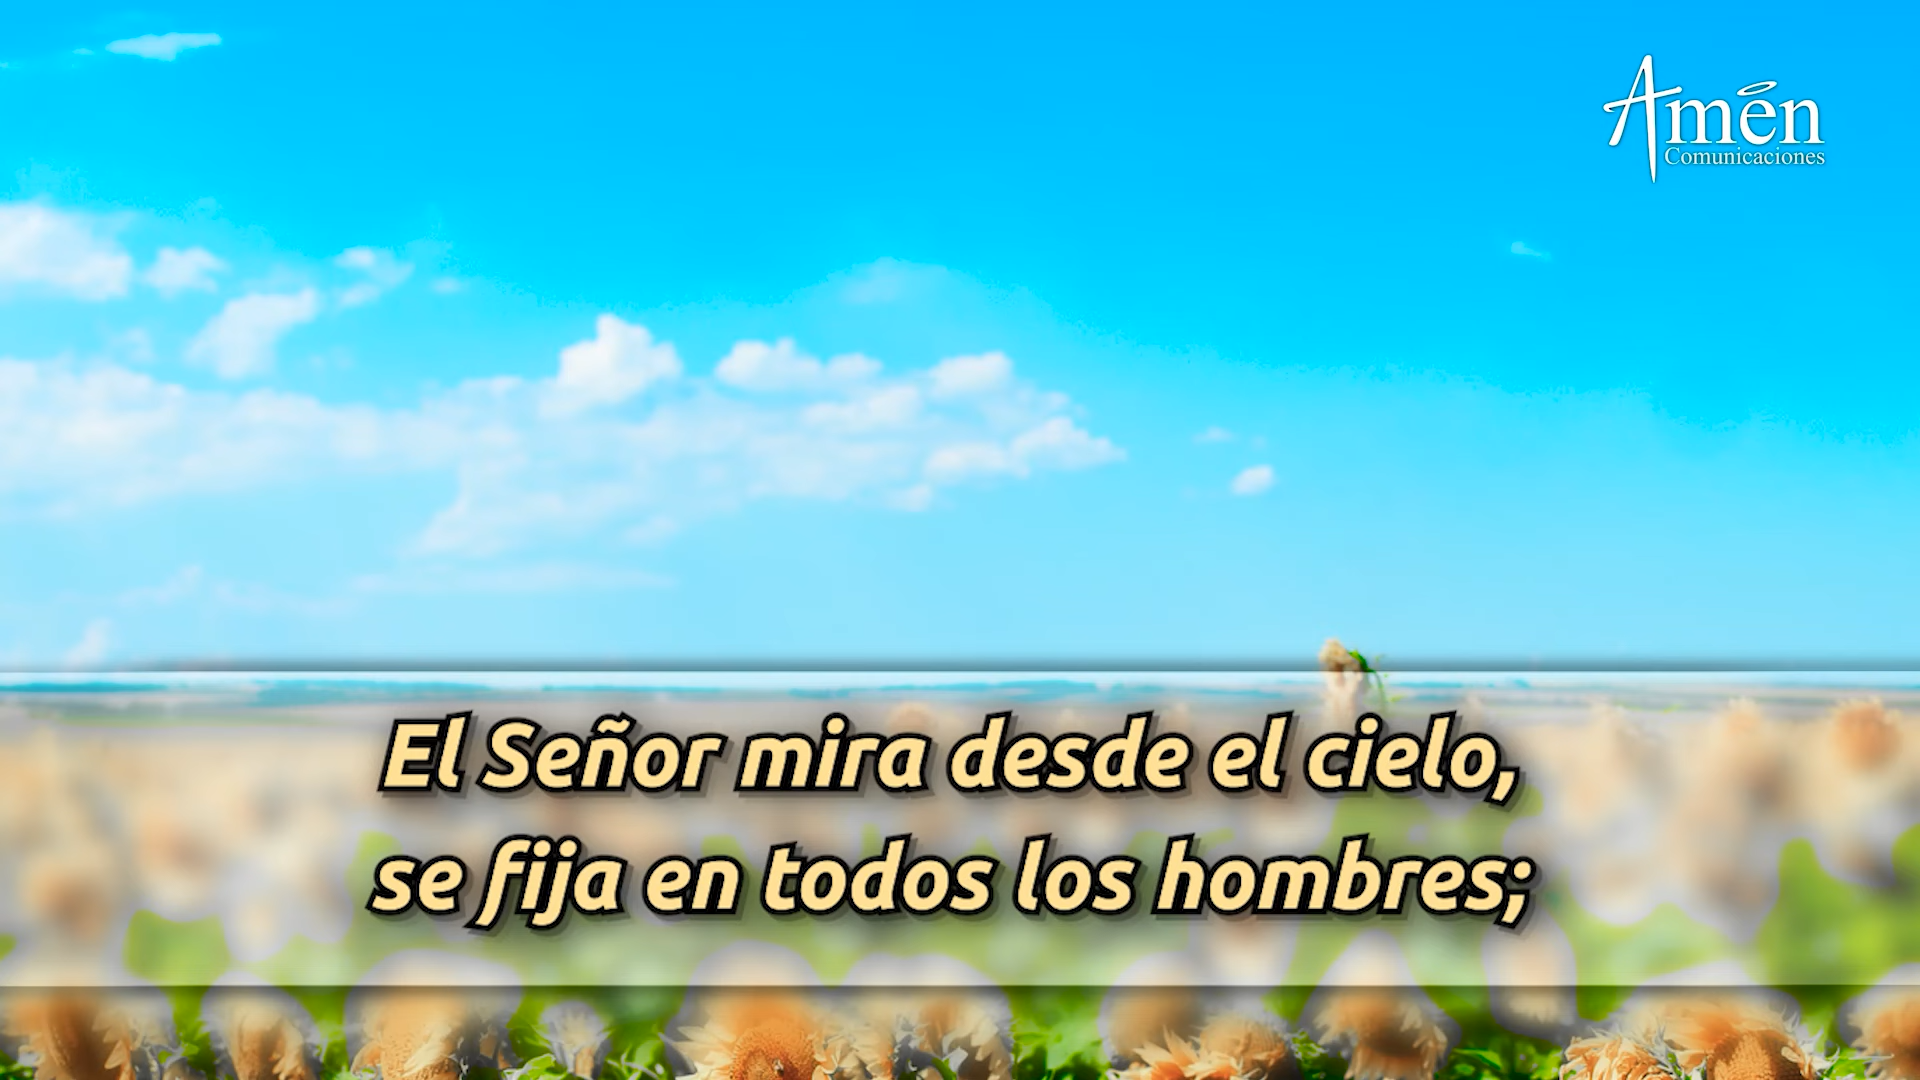 Amén
Comunicaciones
El Señor mira desde el cielo,
se fija en todos los hombres;